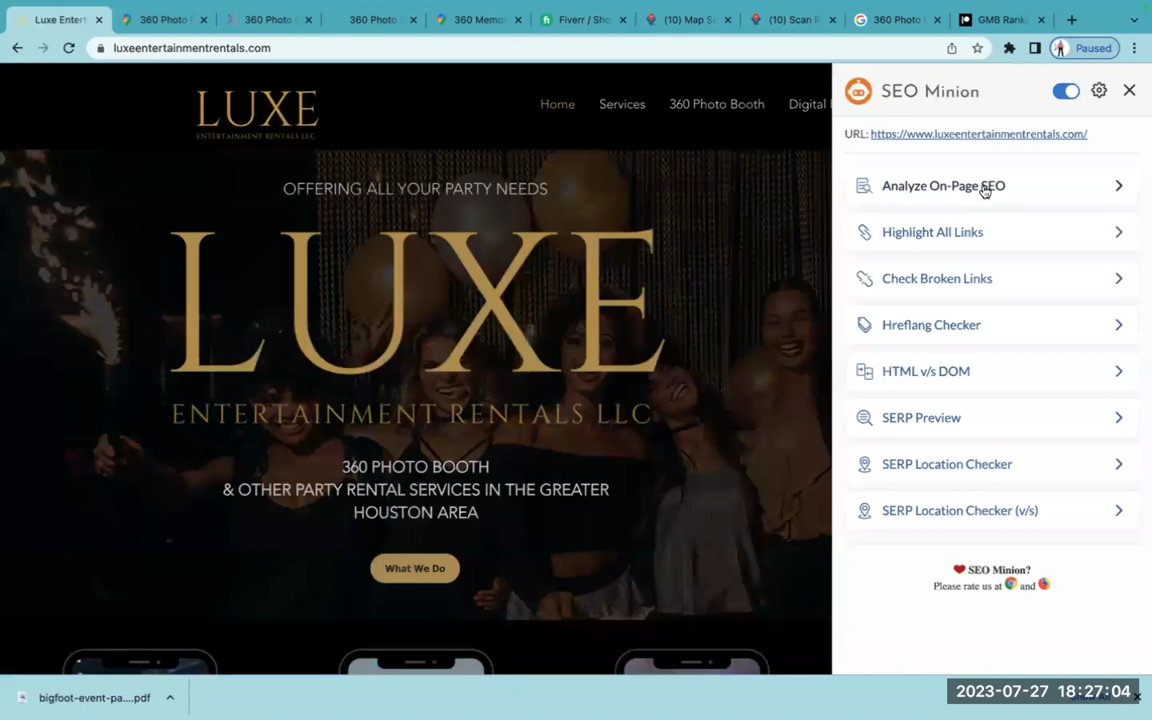 Luxe Entert
360 Photo
360 Photo
360 Photo
360 Memor
Fiverr / Sho
(10) Map S
(10) Scan R
360 Photo
GMB Ranki
luxeentertainmentrentals.com
Paused
LUXE
ENTERTAINMENT RENTALS LLC
Home
Services
360 Photo Booth
Digital
OFFERING ALL YOUR PARTY NEEDS
LUXE
ENTERTAINMENT RENTALS LLC
360 PHOTO BOOTH
& OTHER PARTY RENTAL SERVICES IN THE GREATER
HOUSTON AREA
What We Do
SEO Minion
URL: https://www.luxeentertainmentrentals.com/
Analyze On-Page SEO
Highlight All Links
Check Broken Links
Hreflang Checker
HTML v/s DOM
SERP Preview
SERP Location Checker
SERP Location Checker (v/s)
SEO Minion?
Please rate us at and
bigfoot-event-pa....pdf
2023-07-27 18:27:04